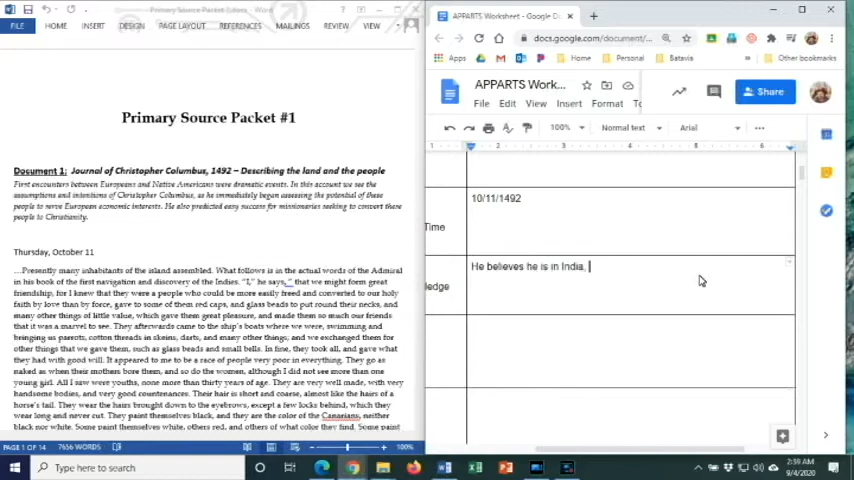 Primary Source Packet (Edited) - Word
FILE HOME INSERT DESIGN PAGE LAYOUT REFERENCES MAILINGS REVIEW VIEW
Primary Source Packet #1
Document 1: Journal of Christopher Columbus, 1492 – Describing the land and the people
First encounters between Europeans and Native Americans were dramatic events. In this account we see the
assumptions and intentions of Christopher Columbus, as he immediately began assessing the potential of these
people to serve European economic interests. He also predicted easy success for missionaries seeking to convert these
people to Christianity.
Thursday, October 11
…Presently many inhabitants of the island assembled. What follows is in the actual words of the Admiral
in his book of the first navigation and discovery of the Indies. "I," he says, " that we might form great
friendship, for I knew that they were a people who could be more easily freed and converted to our holy
faith by love than by force, gave to some of them red caps, and glass beads to put round their necks, and
many other things of little value, which gave them great pleasure, and made them so much our friends
that it was a marvel to see. They afterwards came to the ship's boats where we were, swimming and
bringing us parrots, cotton threads in skeins, darts, and many other things; and we exchanged them for
other things that we gave them, such as glass beads and small bells. In fine, they took all, and gave what
they had with good will. It appeared to me to be a race of people very poor in everything. They go as
naked as when their mothers bore them, and so do the women, although I did not see more than one
young girl. All I saw were youths, none more than thirty years of age. They are very well made, with very
handsome bodies, and very good countenances. Their hair is short and coarse, almost like the hairs of a
horse's tail. They wear the hairs brought down to the eyebrows, except a few locks behind, which they
wear long and never cut. They paint themselves black, and they are the color of the Canarians, neither
black nor white. Some paint themselves white, others red, and others of what color they find. Some paint
PAGE 1 OF 14 7656 WORDS 100%
APPARTS Worksheet - Google D
docs.google.com/document/...
Apps Home Personal Batavia Other bookmarks
APPARTS Work...
Share
File Edit View Insert Format To
100% Normal text Arial
1 2 3 4 5 6
10/11/1492
Time
He believes he is in India,
ledge
Type here to search
2:59 AM
9/4/2020